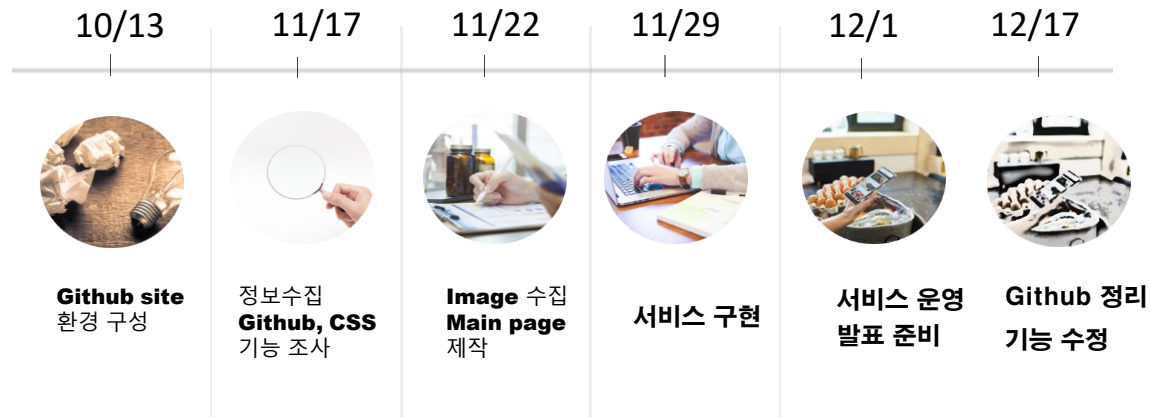 10/13
11/17
11/22
11/29
12/1
12/17
Github site
환경 구성
정보수집
Github, CSS
기능 조사
Image 수집
Main page
제작
서비스 구현
서비스 운영
발표 준비
Github 정리
기능 수정